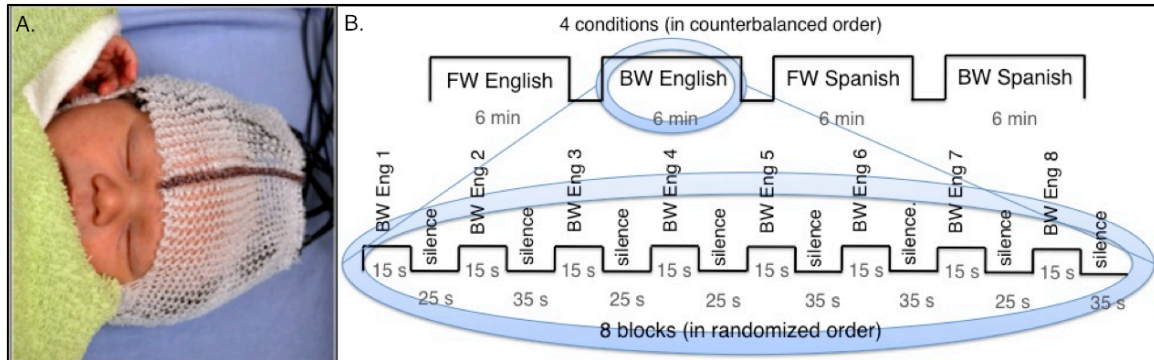 A.
B.
4 conditions (in counterbalanced order)
FW English
BW English
FW Spanish
BW Spanish
6 min
6 min
6 min
6 min
BW Eng 1
silence
BW Eng 2
silence
BW Eng 3
silence
BW Eng 4
silence
BW Eng 5
silence
BW Eng 6
silence.
BW Eng 7
silence
BW Eng 8
silence
15 s
15 s
15 s
15 s
15 s
15 s
15 s
15 s
25 s
35 s
25 s
25 s
35 s
35 s
25 s
35 s
8 blocks (in randomized order)